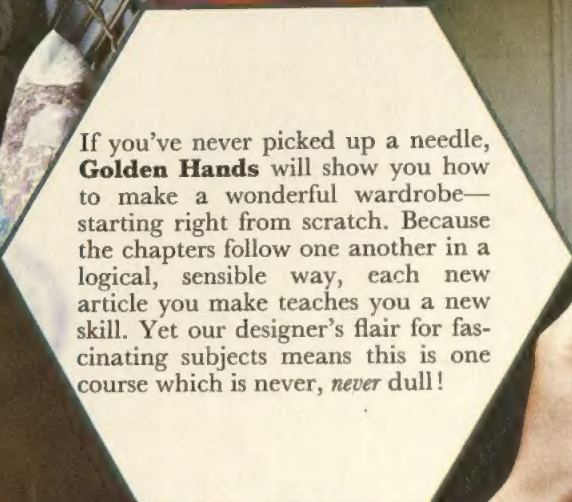 If you've never picked up a needle,
Golden Hands will show you how
to make a wonderful wardrobe—
starting right from scratch. Because
the chapters follow one another in a
logical, sensible way, each new
article you make teaches you a new
skill. Yet our designer's flair for fas-
cinating subjects means this is one
course which is never, never dull!